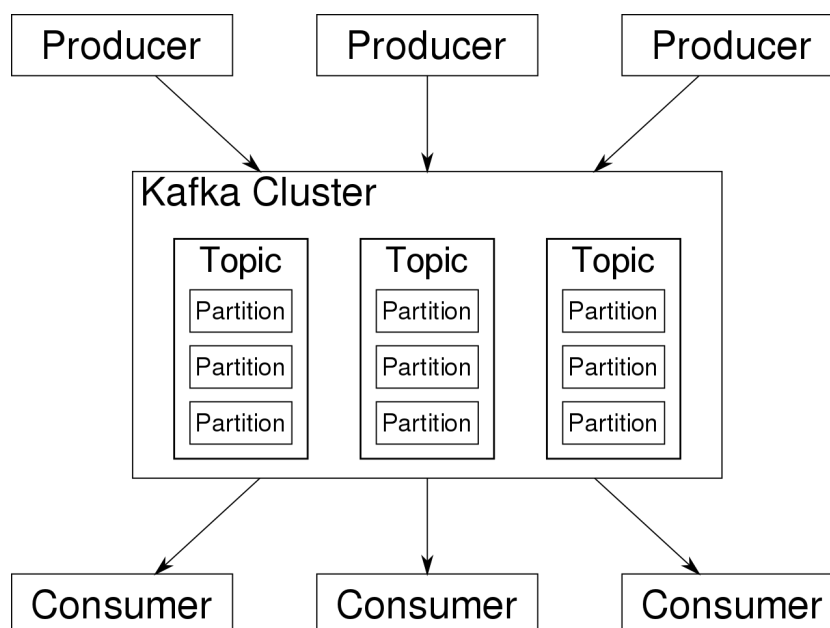 Producer Producer Producer
Kafka Cluster
Topic Topic Topic
Partition Partition Partition
Partition Partition Partition
Partition Partition Partition
Consumer Consumer Consumer